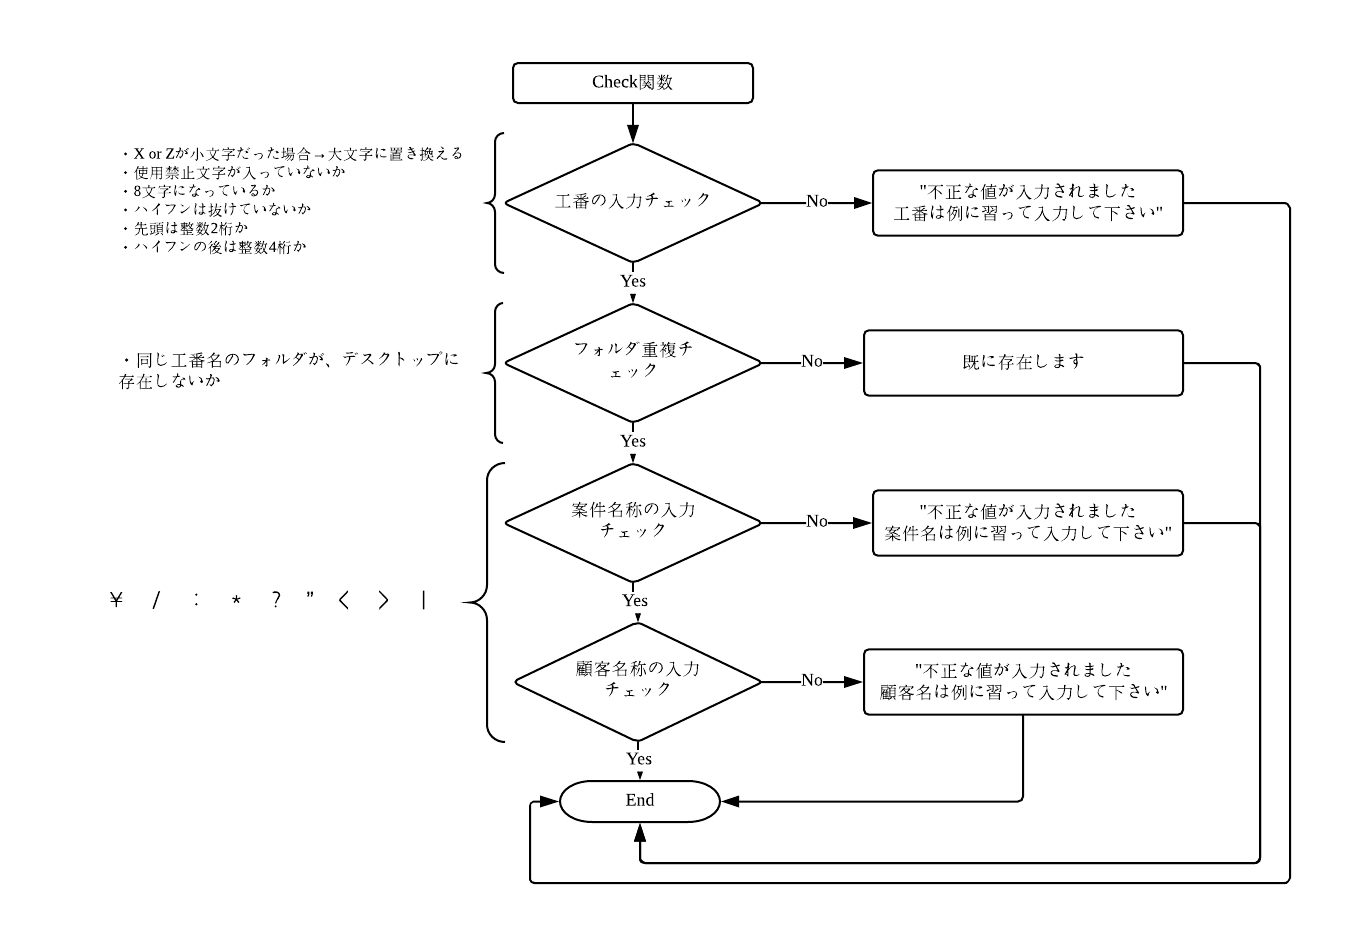 Check関数
・X or Zが小文字だった場合→大文字に置き換える
・使用禁止文字が入っていないか
・8文字になっているか
・ハイフンは抜けていないか
・先頭は整数2桁か
・ハイフンの後は整数4桁か
工番の入力チェック
No
"不正な値が入力されました
工番は例に習って入力して下さい"
Yes
・同じ工番名のフォルダが、デスクトップに
存在しないか
フォルダ重複チ
ェック
No
既に存在します
Yes
案件名称の入力
チェック
No
"不正な値が入力されました
案件名は例に習って入力して下さい"
¥ / : * ? ” < > |
Yes
顧客名称の入力
チェック
No
"不正な値が入力されました
顧客名は例に習って入力して下さい"
Yes
End